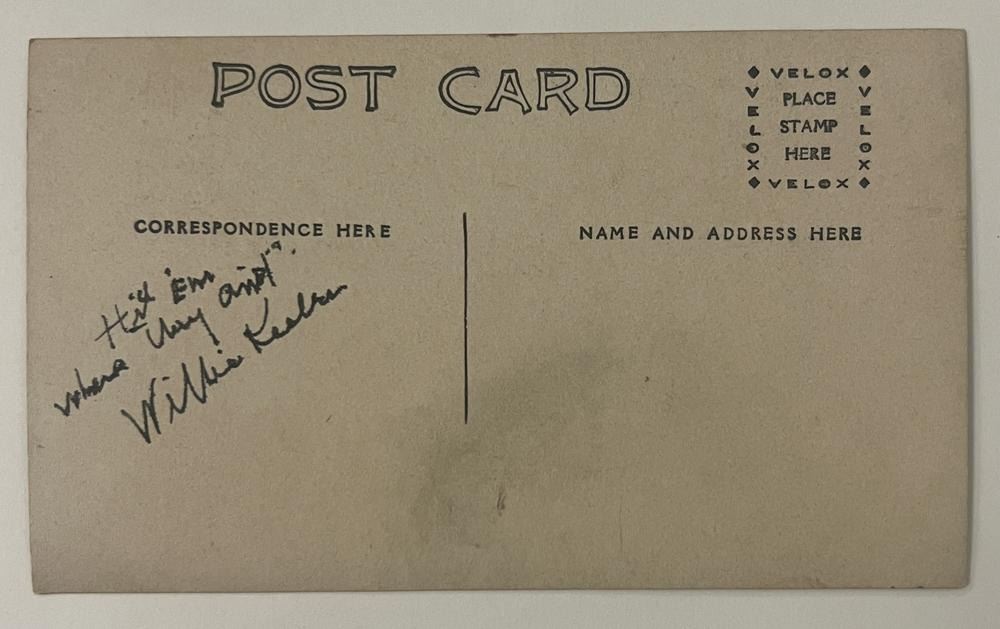 POST CARD
VELOX
VELOX
PLACE
STAMP
HERE
VELOX
VELOX
CORRESPONDENCE HERE
NAME AND ADDRESS HERE
"Hit 'Em
where they aint".
Willie Keeler